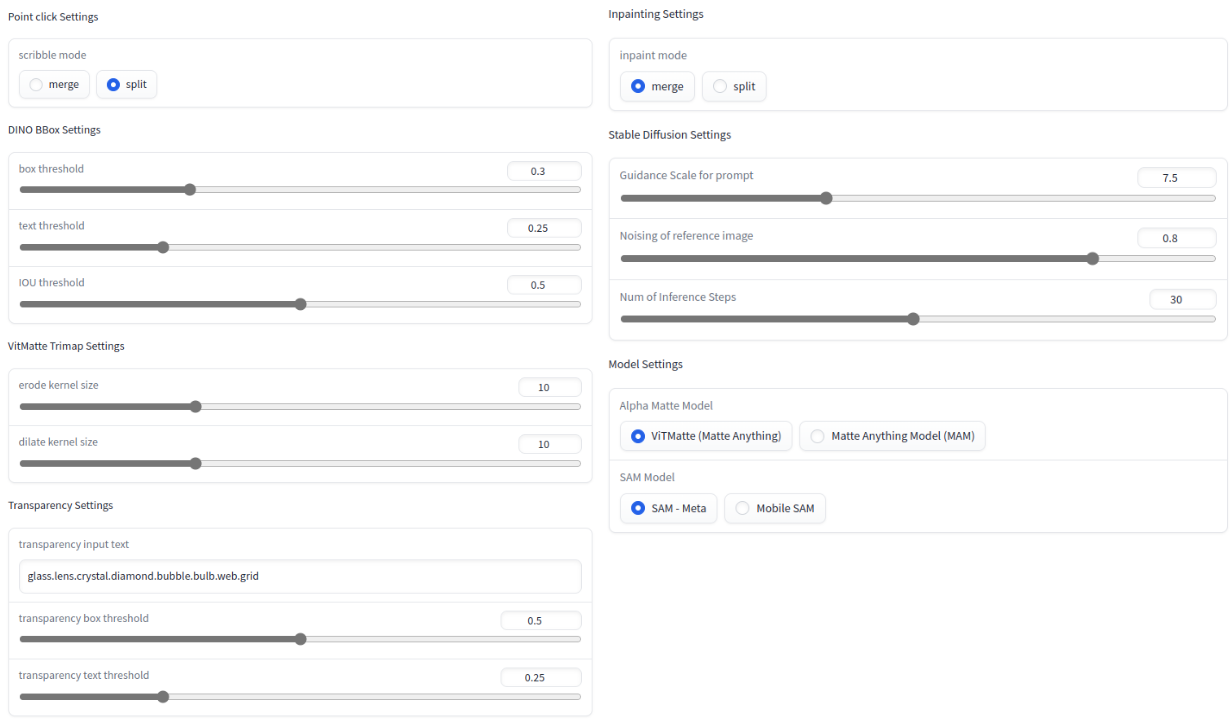 Point click Settings
scribble mode
merge split
DINO BBox Settings
box threshold 0.3
text threshold 0.25
IOU threshold 0.5
VitMatte Trimap Settings
erode kernel size 10
dilate kernel size 10
Transparency Settings
transparency input text
glass.lens.crystal.diamond.bubble.bulb.web.grid
transparency box threshold 0.5
transparency text threshold 0.25
Inpainting Settings
inpaint mode
merge split
Stable Diffusion Settings
Guidance Scale for prompt 7.5
Noising of reference image 0.8
Num of Inference Steps 30
Model Settings
Alpha Matte Model
ViTMatte (Matte Anything) Matte Anything Model (MAM)
SAM Model
SAM - Meta Mobile SAM